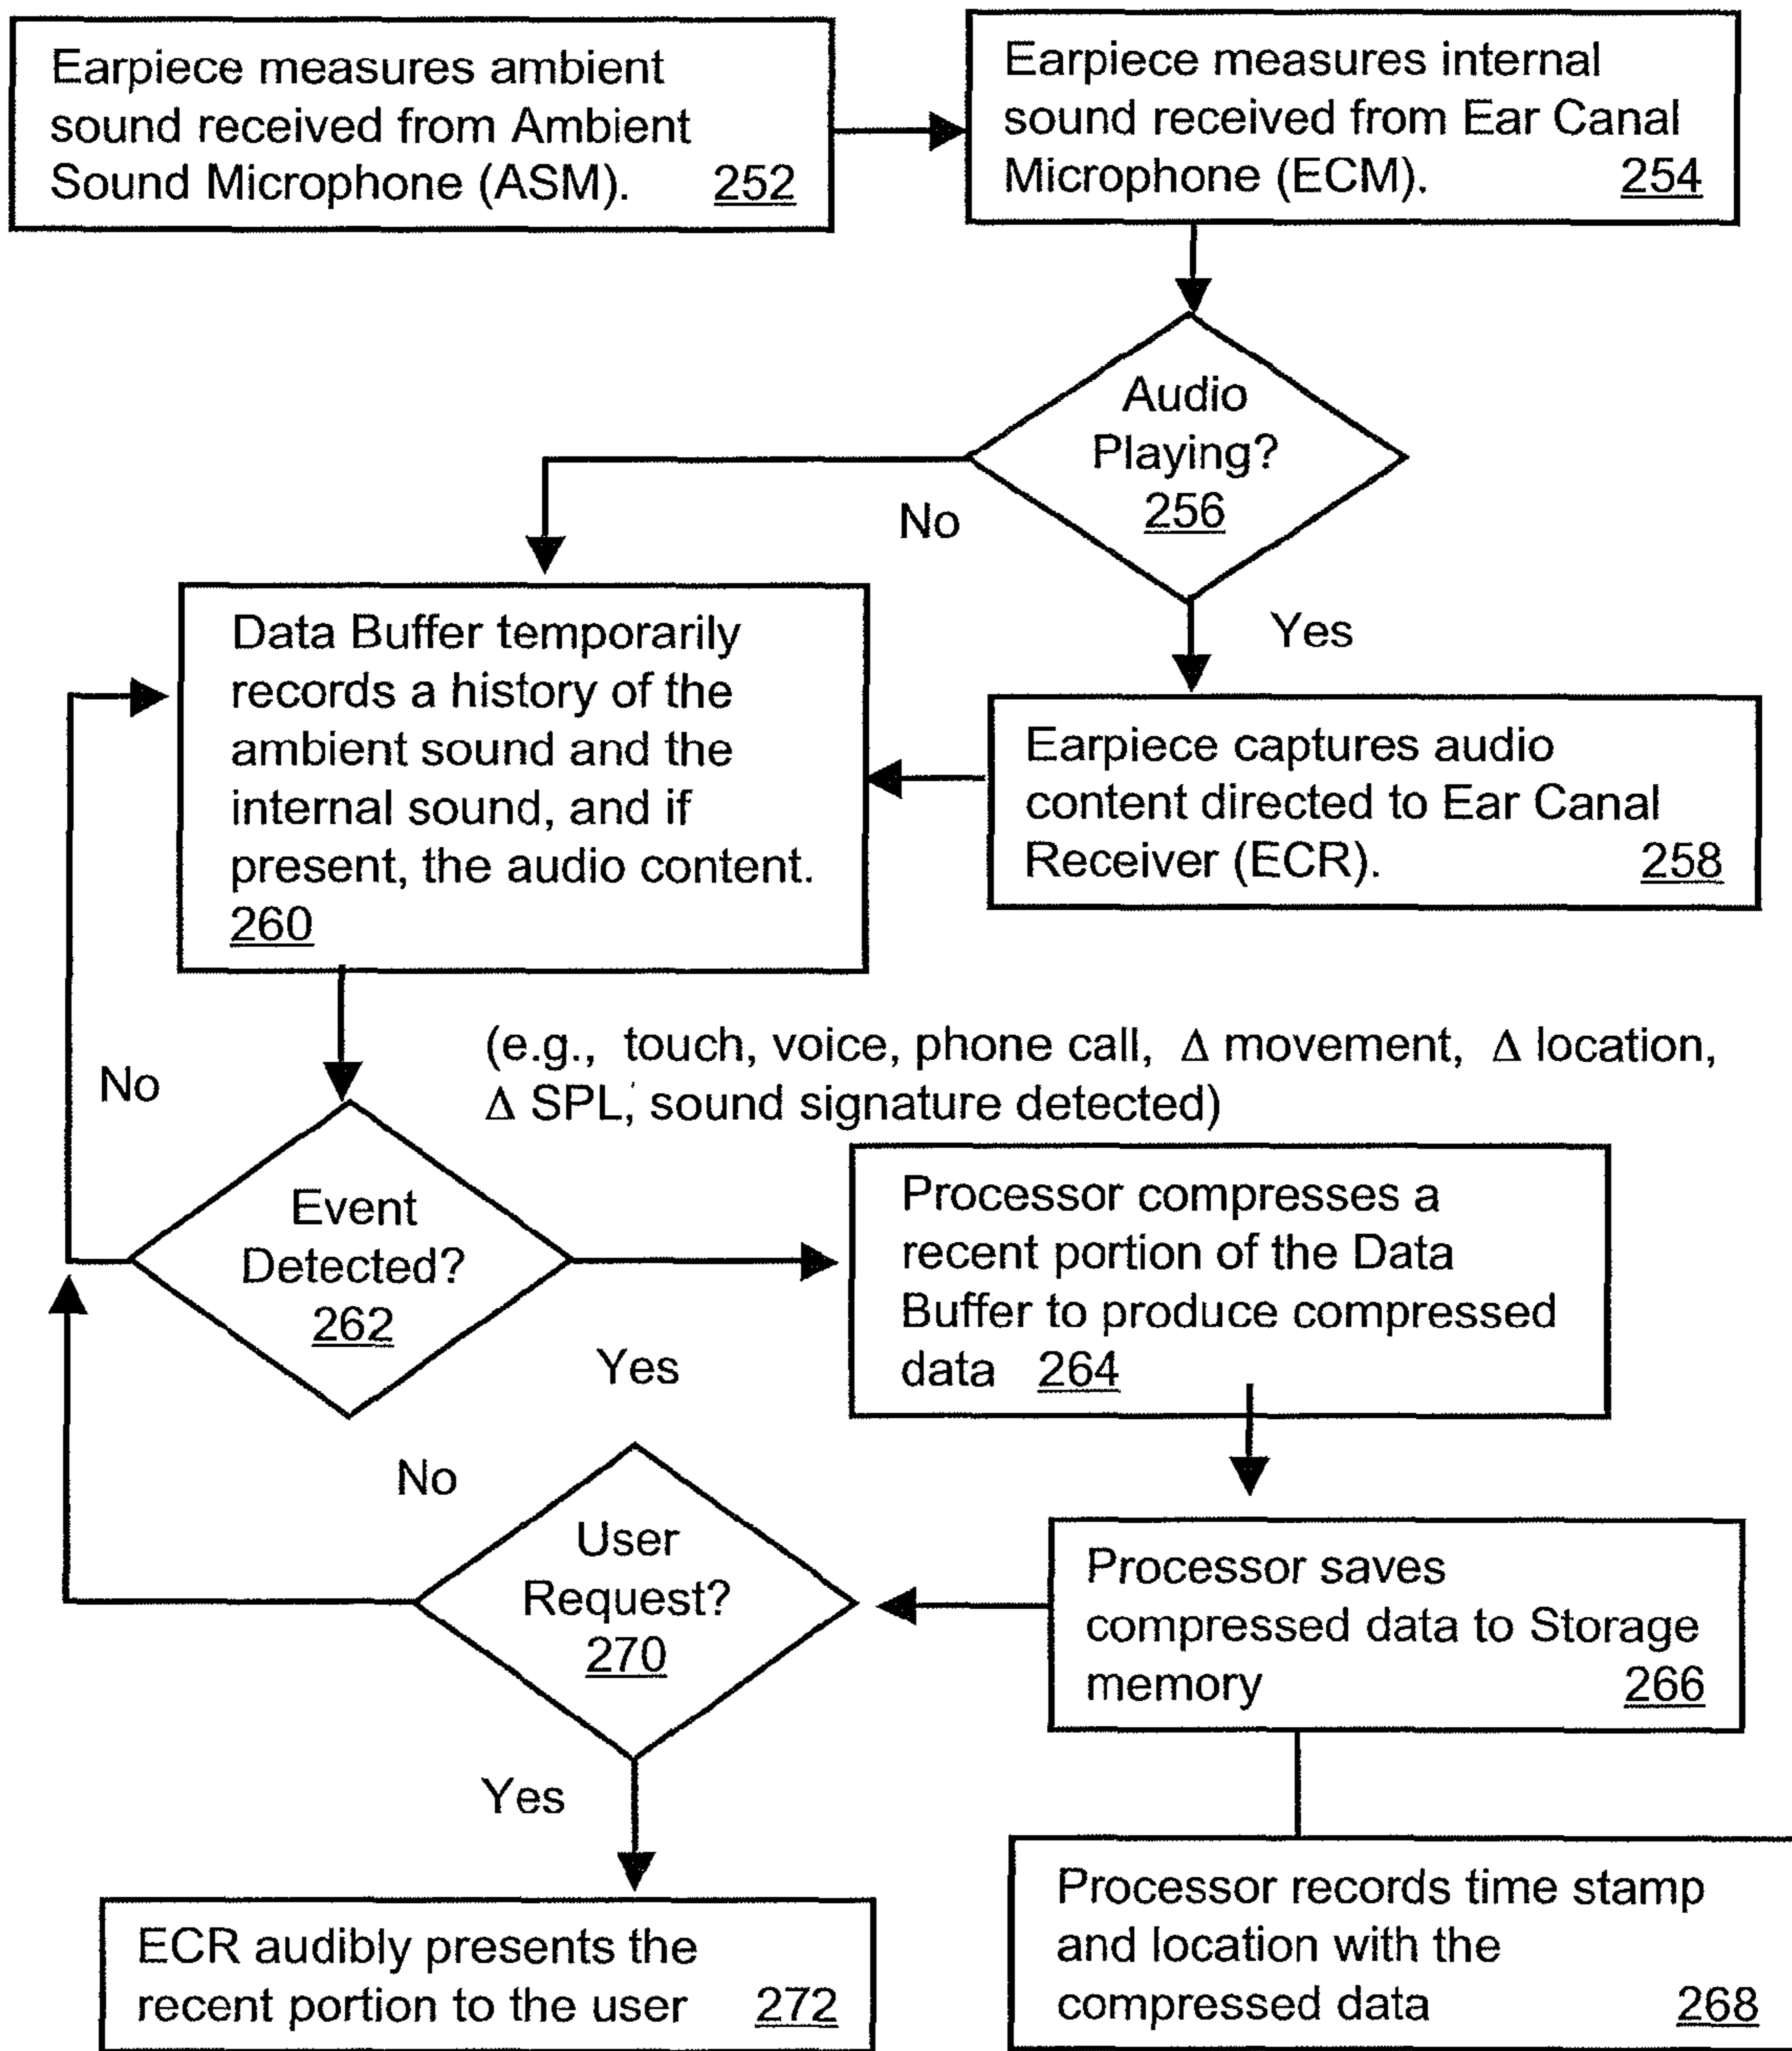 Earpiece measures ambient
sound received from Ambient
Sound Microphone (ASM). 252
Earpiece measures internal
sound received from Ear Canal
Microphone (ECM). 254
Audio
Playing?
256
No
Yes
Data Buffer temporarily
records a history of the
ambient sound and the
internal sound, and if
present, the audio content.
260
Earpiece captures audio
content directed to Ear Canal
Receiver (ECR). 258
No
(e.g., touch, voice, phone call, Δ movement, Δ location,
Δ SPL, sound signature detected)
Event
Detected?
262
Yes
Processor compresses a
recent portion of the Data
Buffer to produce compressed
data 264
No
User
Request?
270
Processor saves
compressed data to Storage
memory 266
Yes
ECR audibly presents the
recent portion to the user 272
Processor records time stamp
and location with the
compressed data 268